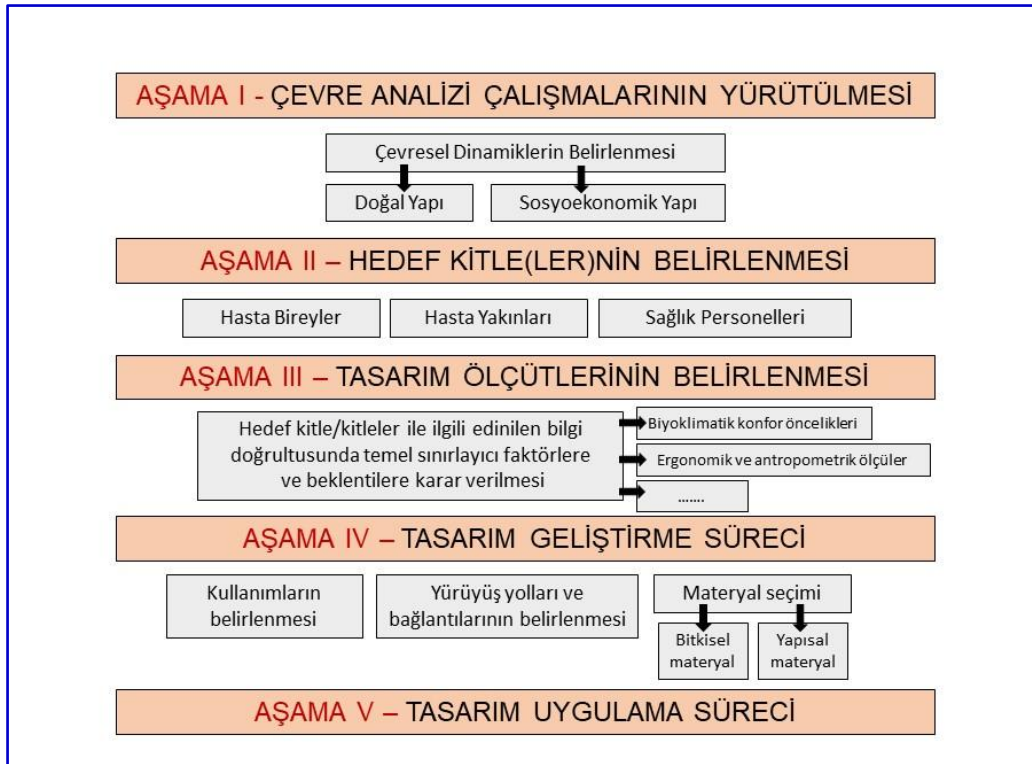 AŞAMA I - ÇEVRE ANALİZİ ÇALIŞMALARININ YÜRÜTÜLMESİ
Çevresel Dinamiklerin Belirlenmesi
Doğal Yapı
Sosyoekonomik Yapı
AŞAMA II – HEDEF KİTLE(LER)NİN BELİRLENMESİ
Hasta Bireyler
Hasta Yakınları
Sağlık Personelleri
AŞAMA III – TASARIM ÖLÇÜTLERİNİN BELİRLENMESİ
Hedef kitle/kitleler ile ilgili edinilen bilgi
doğrultusunda temel sınırlayıcı faktörlere
ve beklentilere karar verilmesi
Biyoklimatik konfor öncelikleri
Ergonomik ve antropometrik ölçüler
.......
AŞAMA IV – TASARIM GELİŞTİRME SÜRECİ
Kullanımların
belirlenmesi
Yürüyüş yolları ve
bağlantılarının belirlenmesi
Materyal seçimi
Bitkisel
materyal
Yapısal
materyal
AŞAMA V – TASARIM UYGULAMA SÜRECİ